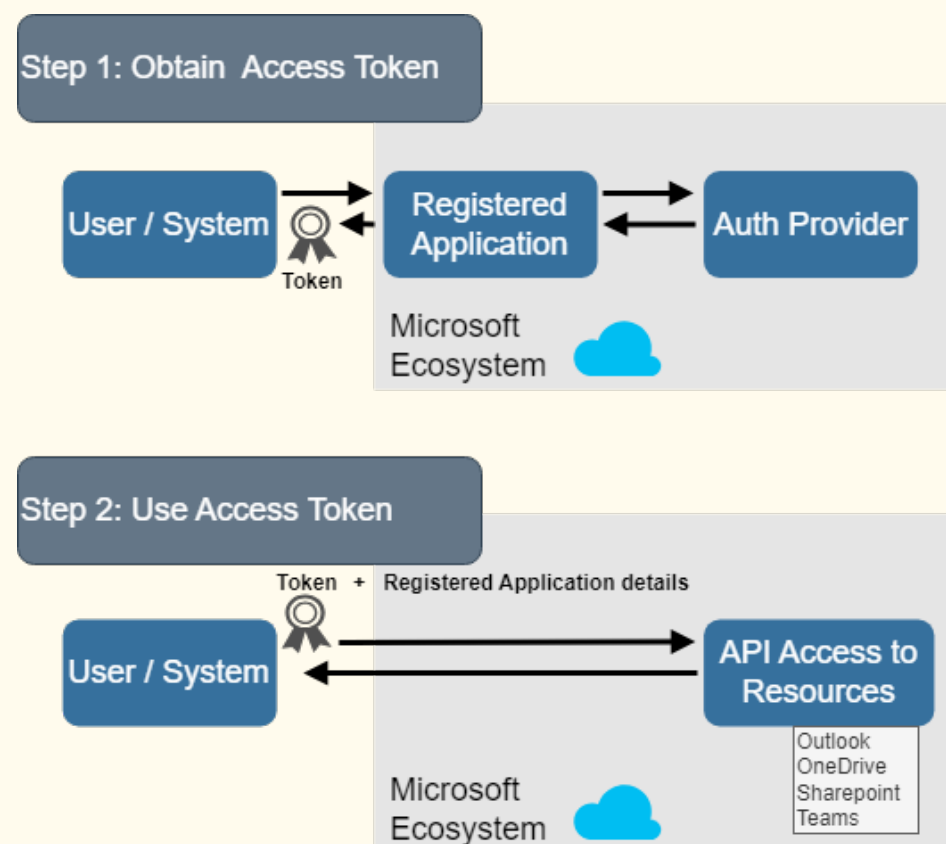 Step 1: Obtain Access Token
User / System
Token
Registered
Application
Auth Provider
Microsoft
Ecosystem
Step 2: Use Access Token
Token + Registered Application details
User / System
API Access to
Resources
Outlook
OneDrive
Sharepoint
Teams
Microsoft
Ecosystem